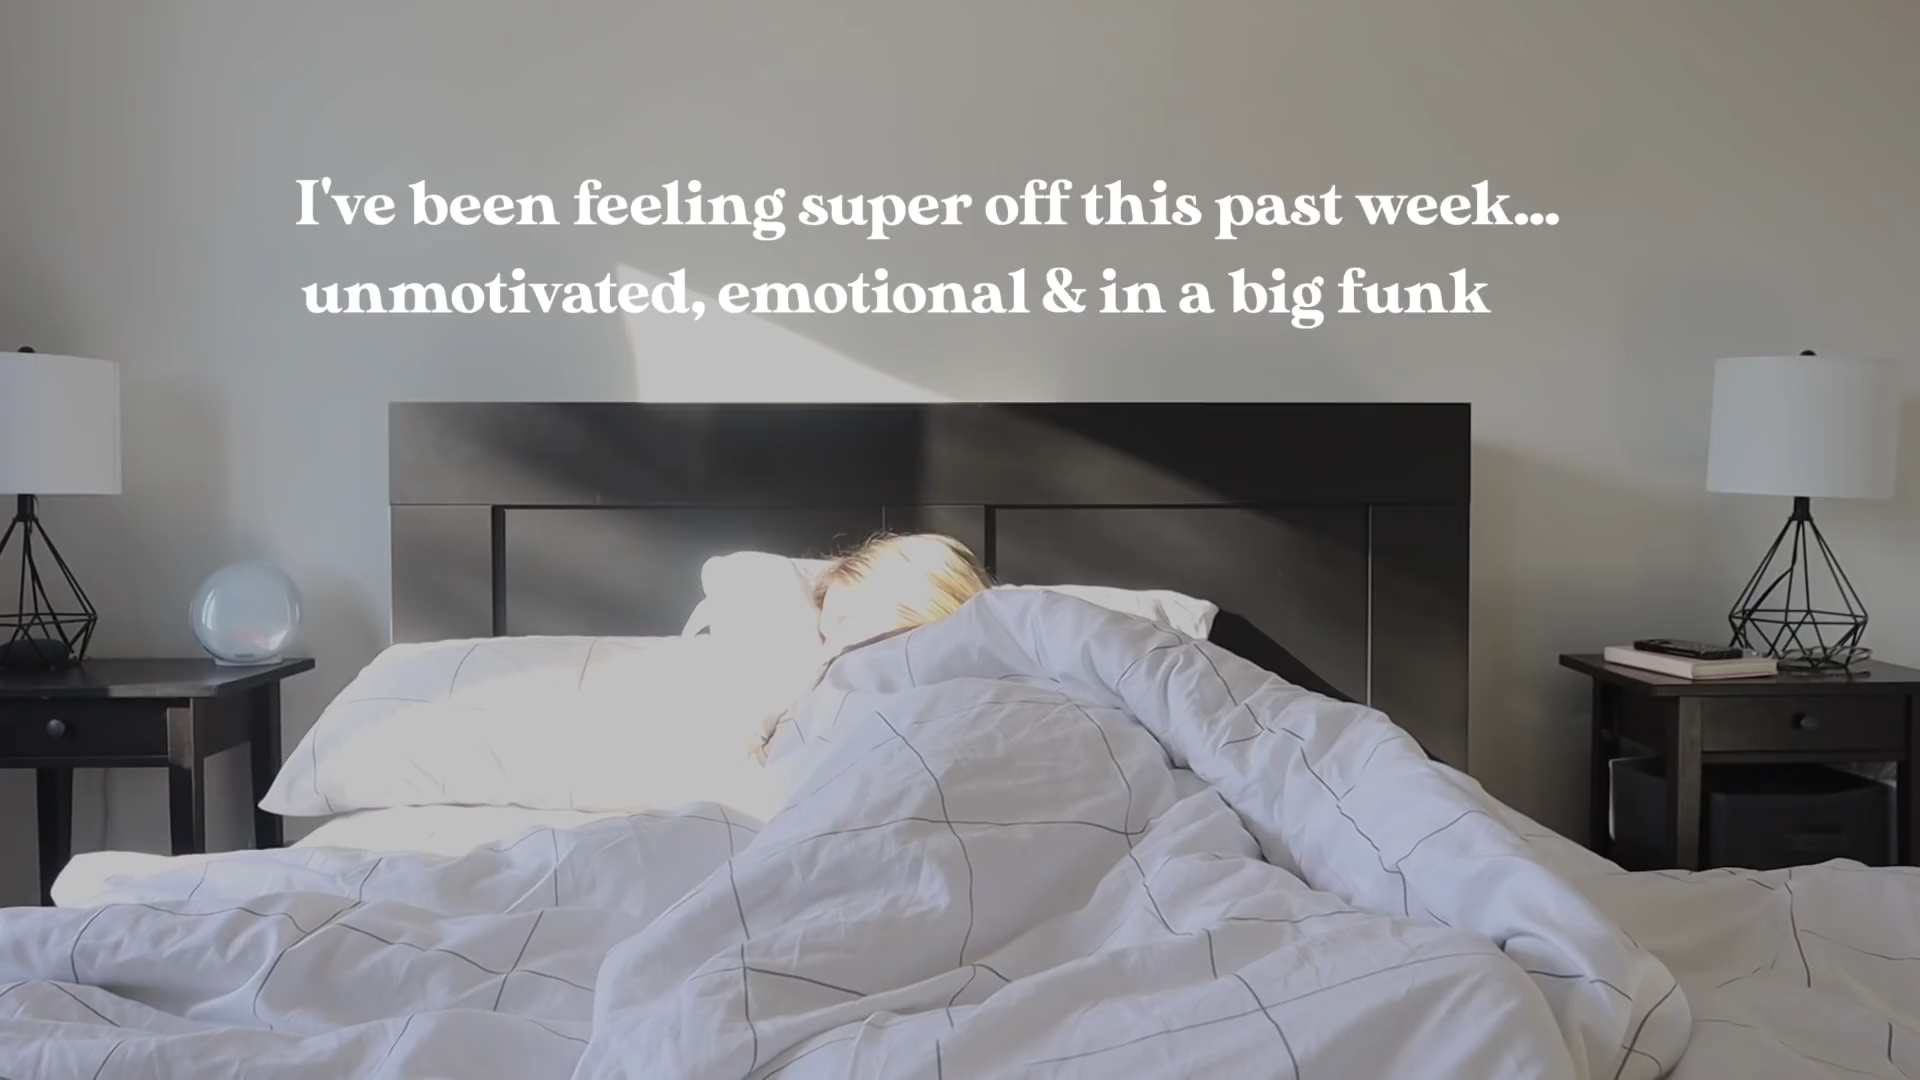 I've been feeling super off this past week...
unmotivated, emotional & in a big funk